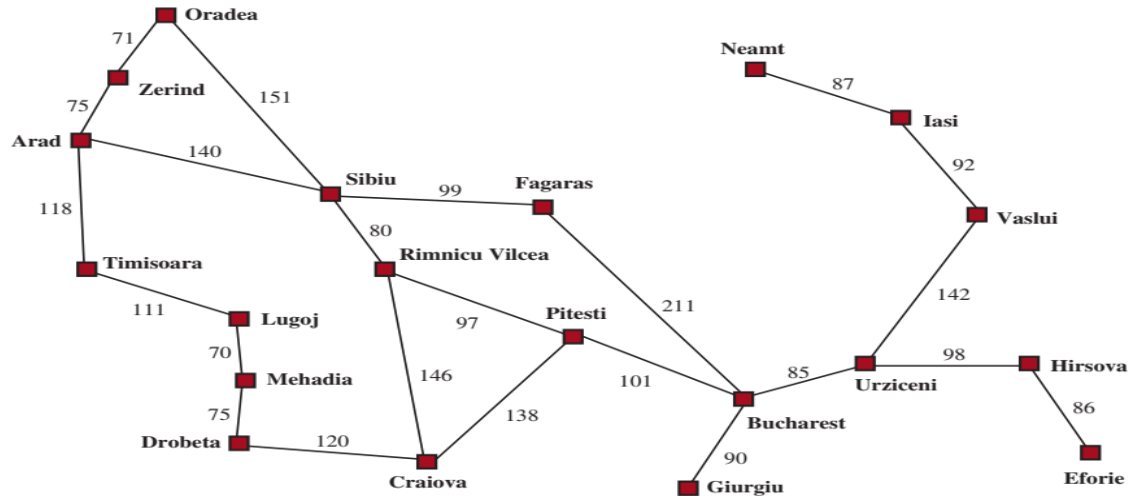 Oradea
71
Neamt
Zerind
87
151
75
Iasi
Arad
140
92
Sibiu
99
Fagaras
118
Vaslui
80
Timisoara
Rimnicu Vilcea
142
111
211
Lugoj
97
Pitesti
70
98
Mehadia
146
101
85
Urziceni
Hirsova
75
138
86
Bucharest
Drobeta
120
90
Craiova
Giurgiu
Eforie